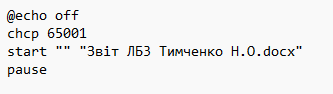 @echo off
chcp 65001
start "" "Звіт ЛБ3 Тимченко Н.О.docx"
pause